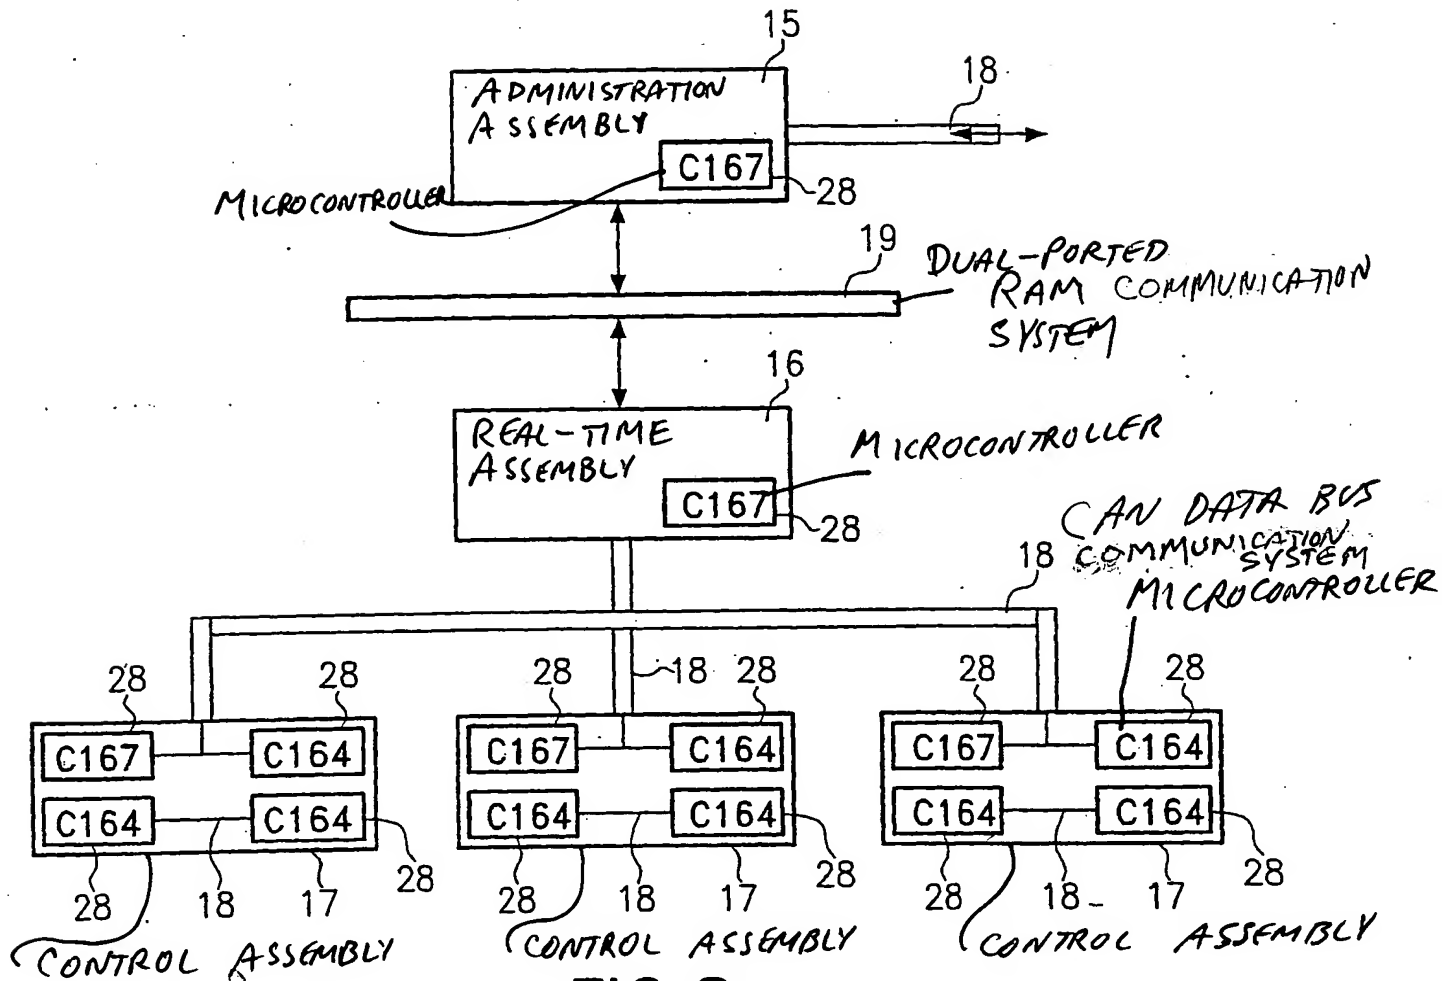 15
ADMINISTRATION
ASSEMBLY
18
C167
28
MICROCONTROLLER
19
DUAL-PORTED
RAM COMMUNICATION
SYSTEM
16
REAL-TIME
ASSEMBLY
MICROCONTROLLER
C167
28
CAN DATA BUS
COMMUNICATION
SYSTEM
18
MICROCONTROLLER
28 28 28 18 28 28 28
C167 C164 C167 C164 C167 C164
C164 C164 C164 C164 C164 C164
28 18 17 28 28 18 17 28 28 18 17 28
CONTROL ASSEMBLY CONTROL ASSEMBLY CONTROL ASSEMBLY